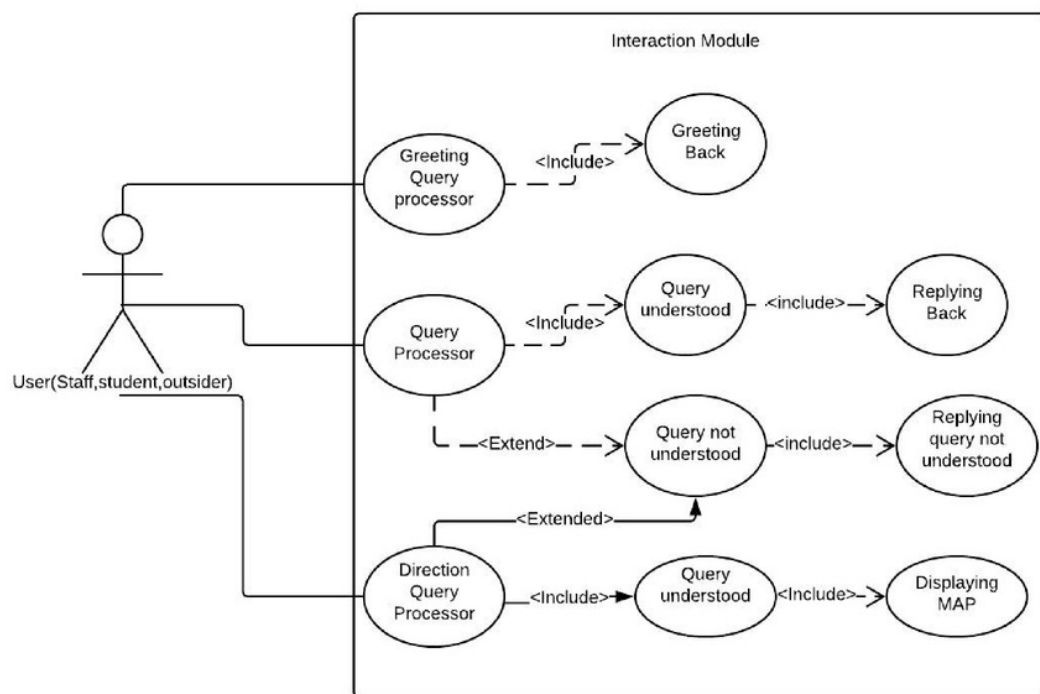 Interaction Module
Greeting
Back
<Include>
Greeting
Query
processor
Query
understood
<include>
Replying
Back
<Include>
Query
Processor
User(Staff,student,outsider)
<Extend>
Query not
understood
<include>
Replying
query not
understood
<Extended>
Direction
Query
Processor
<Include>
Query
understood
<Include>
Displaying
MAP